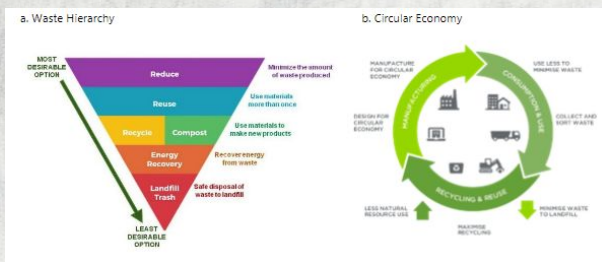 a. Waste Hierarchy
MOST
DESIRABLE
OPTION
Reduce
Minimize the amount
of waste produced
Reuse
Use materials
more than once
Recycle
Compost
Use materials to
make new products
Energy
Recovery
Recover energy
from waste
Landfill
Trash
Safe disposal of
waste to landfill
LEAST
DESIRABLE
OPTION
b. Circular Economy
MANUFACTURE
FOR CIRCULAR
ECONOMY
USE LESS TO
MINIMISE WASTE
MANUFACTURING
CONSUMPTION & USE
DESIGN FOR
CIRCULAR
ECONOMY
COLLECT AND
SORT WASTE
RECYCLING & REUSE
LESS NATURAL
RESOURCE USE
MINIMISE WASTE
TO LANDFILL
MAXIMISE
RECYCLING